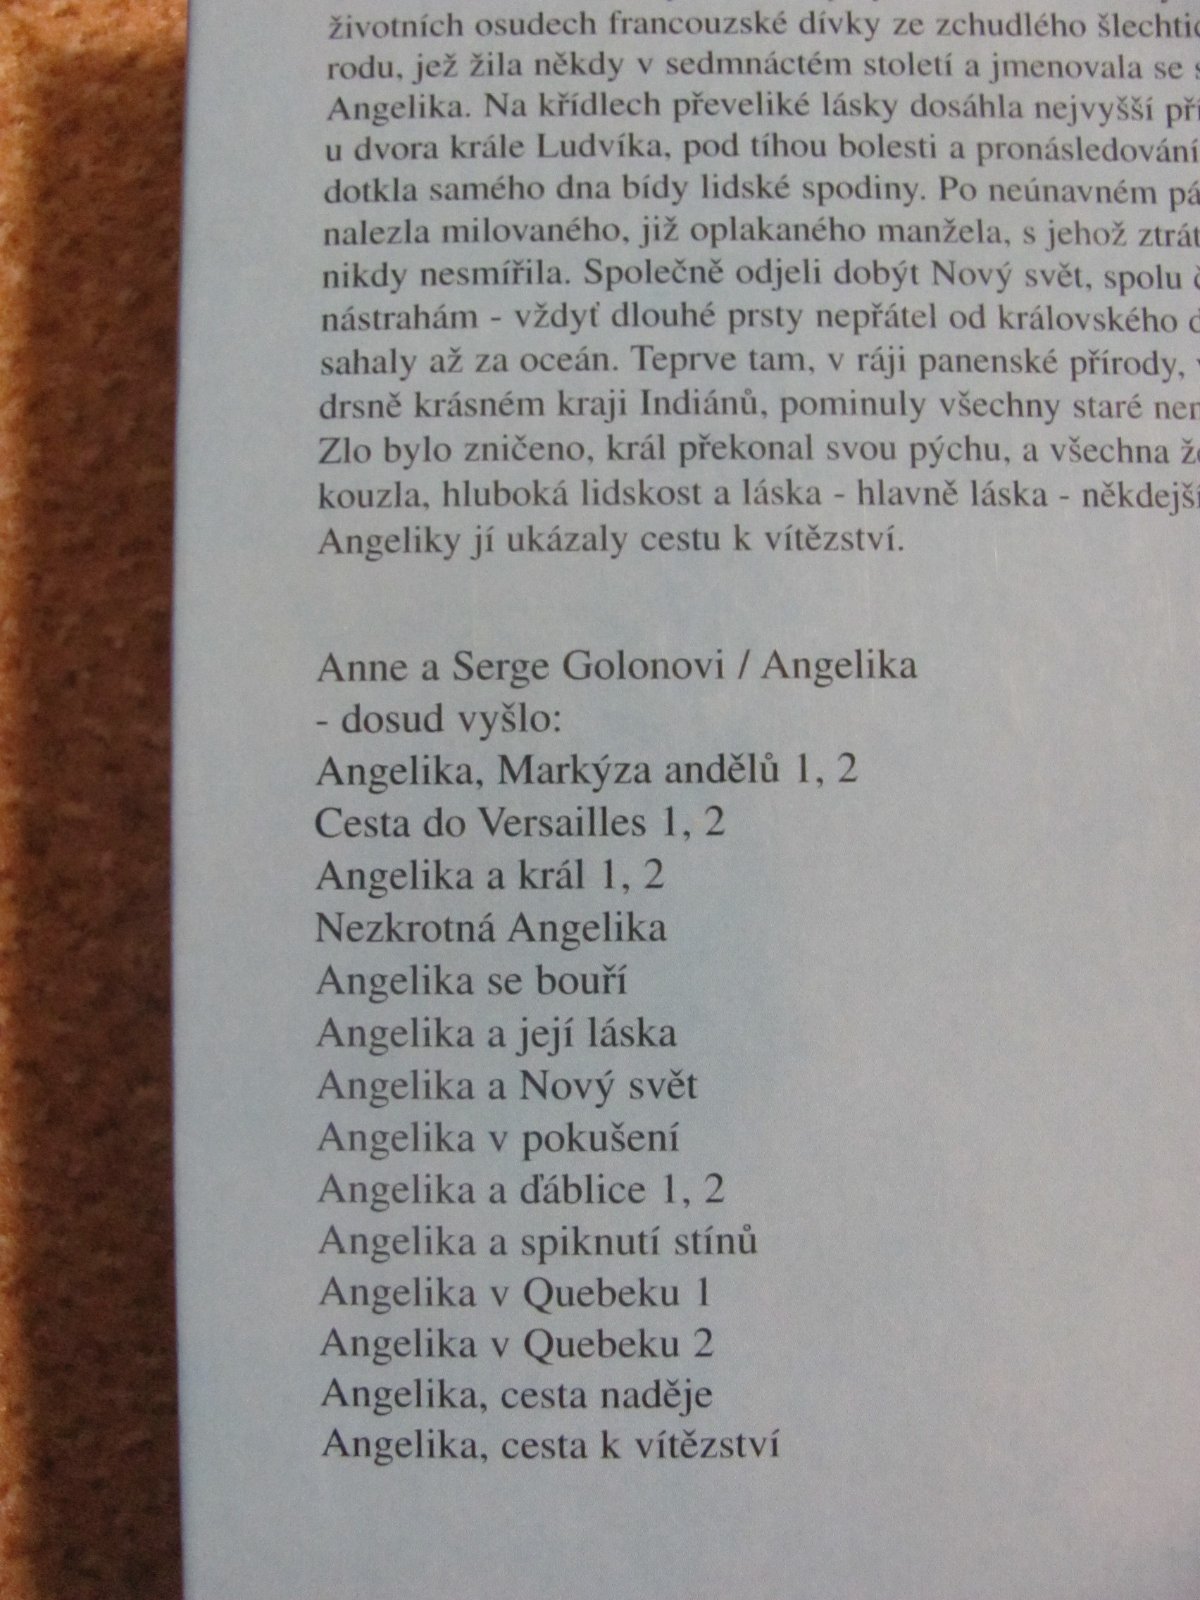 životních osudech francouzské dívky ze zchudlého
rodu, jež žila někdy v sedmnáctém století a jmenovala se
Angelika. Na křídlech převeliké lásky dosáhla nejvyšší
u dvora krále Ludvíka, pod tíhou bolesti a pronásledování
dotkla samého dna bídy lidské spodiny. Po neúnavném
nalezla milovaného, již oplakaného manžela, s jehož
nikdy nesmířila. Společně odjeli dobýt Nový svět, spolu
nástrahám - vždyť dlouhé prsty nepřátel od královského
sahaly až za oceán. Teprve tam, v ráji panenské přírody,
drsně krásném kraji Indiánů, pominuly všechny staré
Zlo bylo zničeno, král překonal svou pýchu, a všechna
kouzla, hluboká lidskost a láska - hlavně láska - někdejší
Angeliky jí ukázaly cestu k vítězství.
Anne a Serge Golonovi / Angelika
- dosud vyšlo:
Angelika, Markýza andělů 1, 2
Cesta do Versailles 1, 2
Angelika a král 1, 2
Nezkrotná Angelika
Angelika se bouří
Angelika a její láska
Angelika a Nový svět
Angelika v pokušení
Angelika a ďáblice 1, 2
Angelika a spiknutí stínů
Angelika v Quebeku 1
Angelika v Quebeku 2
Angelika, cesta naděje
Angelika, cesta k vítězství